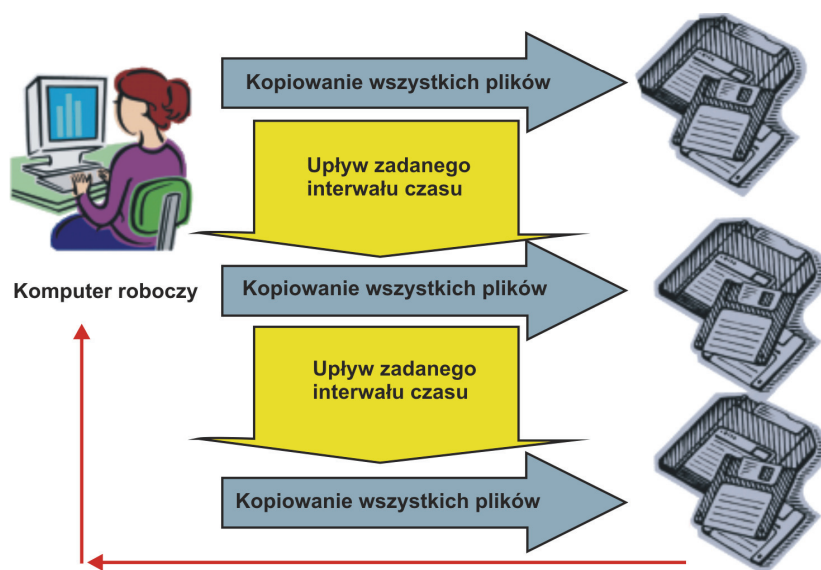 Kopiowanie wszystkich plików
Upływ zadanego
interwału czasu
Komputer roboczy
Kopiowanie wszystkich plików
Upływ zadanego
interwału czasu
Kopiowanie wszystkich plików